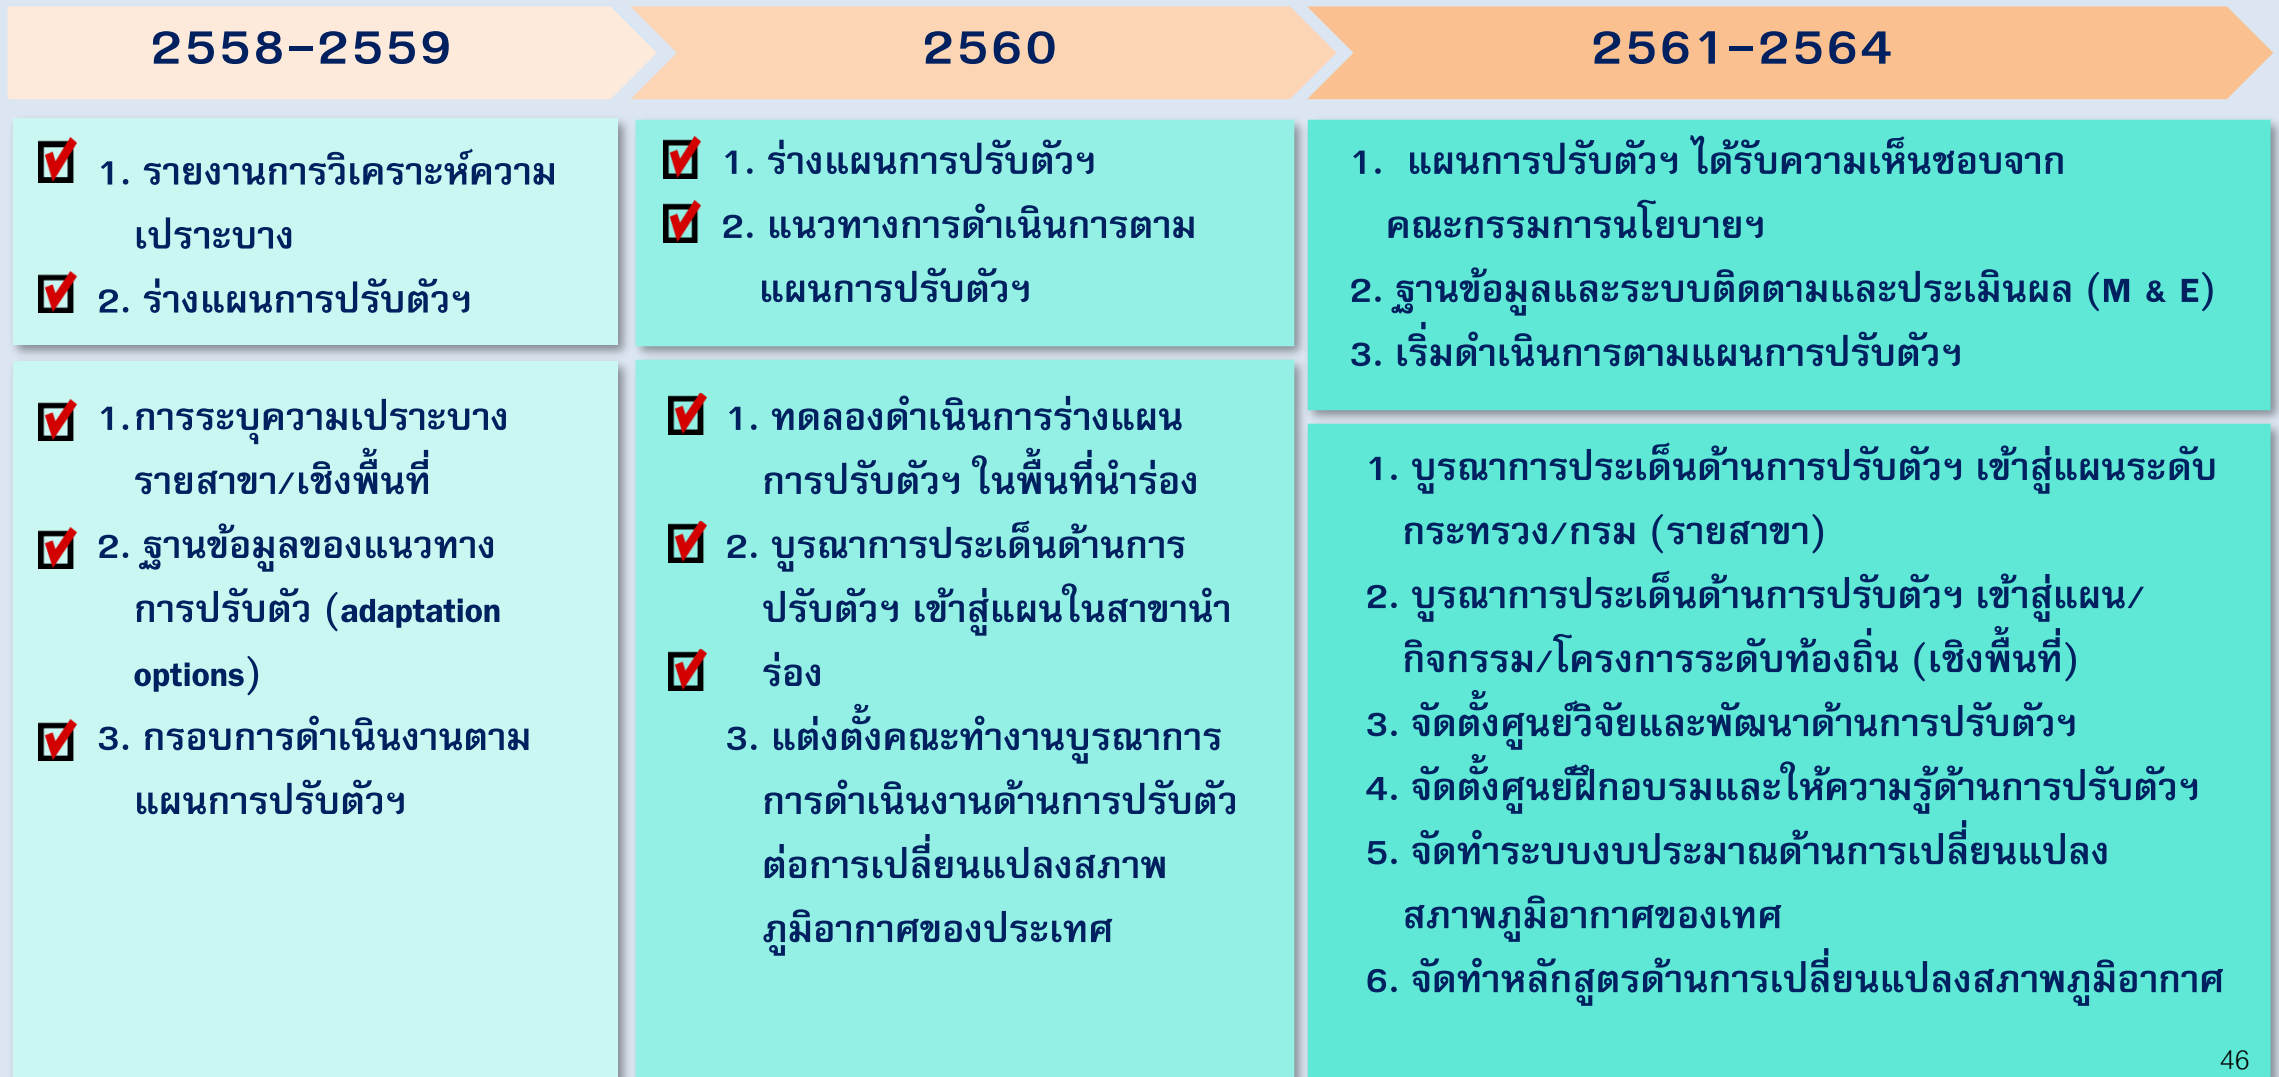 2558-2559
1. รายงานการวิเคราะห์ความ
เปราะบาง
2. ร่างแผนการปรับตัวฯ
1.การระบุความเปราะบาง
รายสาขา/เชิงพื้นที่
2. ฐานข้อมูลของแนวทาง
การปรับตัว (adaptation
options)
3. กรอบการดำเนินงานตาม
แผนการปรับตัวฯ
2560
1. ร่างแผนการปรับตัวฯ
2. แนวทางการดำเนินการตาม
แผนการปรับตัวฯ
1. ทดลองดำเนินการร่างแผน
การปรับตัวฯ ในพื้นที่นำร่อง
2. บูรณาการประเด็นด้านการ
ปรับตัวฯ เข้าสู่แผนในสาขานำ
ร่อง
3. แต่งตั้งคณะทำงานบูรณาการ
การดำเนินงานด้านการปรับตัว
ต่อการเปลี่ยนแปลงสภาพ
ภูมิอากาศของประเทศ
2561-2564
1. แผนการปรับตัวฯ ได้รับความเห็นชอบจาก
คณะกรรมการนโยบายฯ
2. ฐานข้อมูลและระบบติดตามและประเมินผล (M & E)
3. เริ่มดำเนินการตามแผนการปรับตัวฯ
1. บูรณาการประเด็นด้านการปรับตัวฯ เข้าสู่แผนระดับ
กระทรวง/กรม (รายสาขา)
2. บูรณาการประเด็นด้านการปรับตัวฯ เข้าสู่แผน/
กิจกรรม/โครงการระดับท้องถิ่น (เชิงพื้นที่)
3. จัดตั้งศูนย์วิจัยและพัฒนาด้านการปรับตัวฯ
4. จัดตั้งศูนย์ฝึกอบรมและให้ความรู้ด้านการปรับตัวฯ
5. จัดทำระบบงบประมาณด้านการเปลี่ยนแปลง
สภาพภูมิอากาศของเทศ
6. จัดทำหลักสูตรด้านการเปลี่ยนแปลงสภาพภูมิอากาศ
46